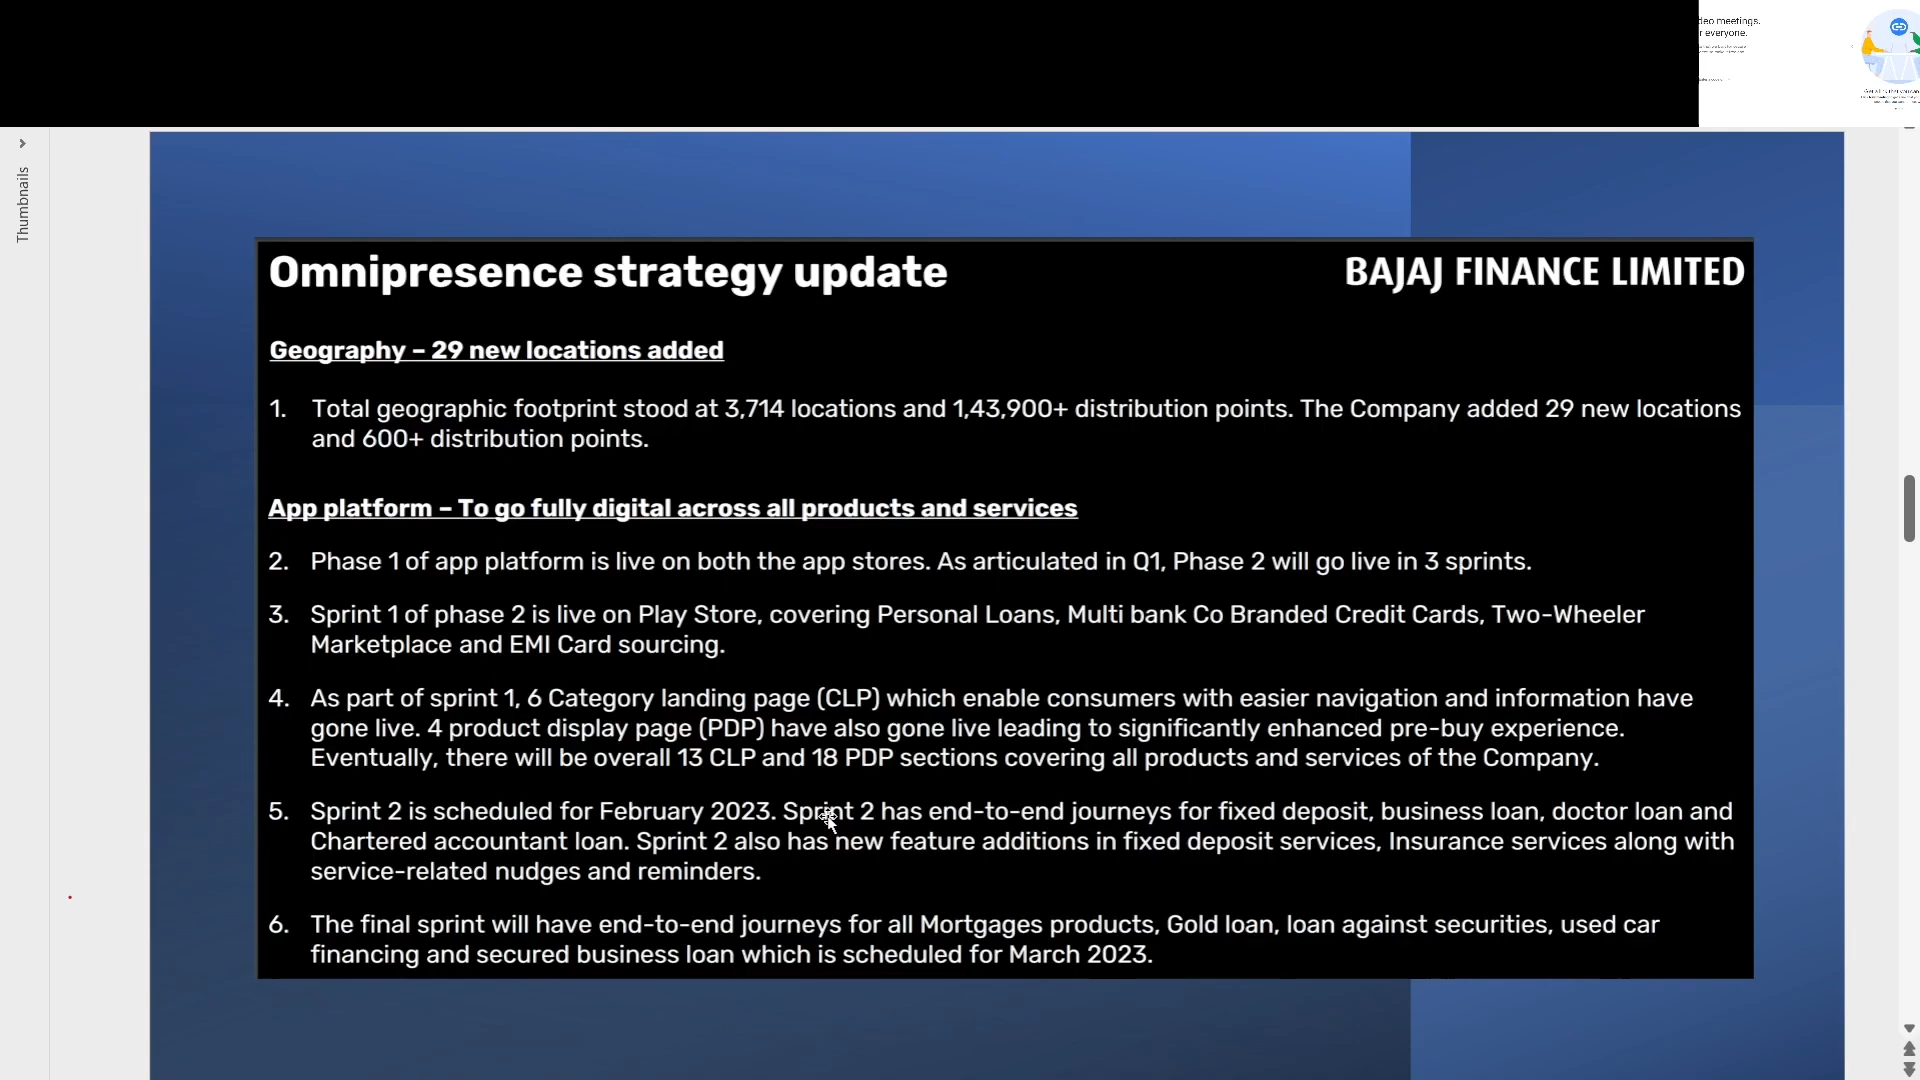 deo meetings.
r everyone.
Thumbnails
Omnipresence strategy update
BAJAJ FINANCE LIMITED
Geography – 29 new locations added
1. Total geographic footprint stood at 3,714 locations and 1,43,900+ distribution points. The Company added 29 new locations
and 600+ distribution points.
App platform – To go fully digital across all products and services
2. Phase 1 of app platform is live on both the app stores. As articulated in Q1, Phase 2 will go live in 3 sprints.
3. Sprint 1 of phase 2 is live on Play Store, covering Personal Loans, Multi bank Co Branded Credit Cards, Two-Wheeler
Marketplace and EMI Card sourcing.
4. As part of sprint 1, 6 Category landing page (CLP) which enable consumers with easier navigation and information have
gone live. 4 product display page (PDP) have also gone live leading to significantly enhanced pre-buy experience.
Eventually, there will be overall 13 CLP and 18 PDP sections covering all products and services of the Company.
5. Sprint 2 is scheduled for February 2023. Sprint 2 has end-to-end journeys for fixed deposit, business loan, doctor loan and
Chartered accountant loan. Sprint 2 also has new feature additions in fixed deposit services, Insurance services along with
service-related nudges and reminders.
6. The final sprint will have end-to-end journeys for all Mortgages products, Gold loan, loan against securities, used car
financing and secured business loan which is scheduled for March 2023.